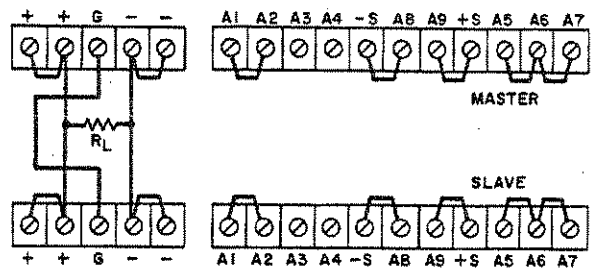 + + G - -
A1 A2 A3 A4 -S A8 A9 +S A5 A6 A7
MASTER
RL
SLAVE
+ + G - -
A1 A2 A3 A4 -S A8 A9 +S A5 A6 A7